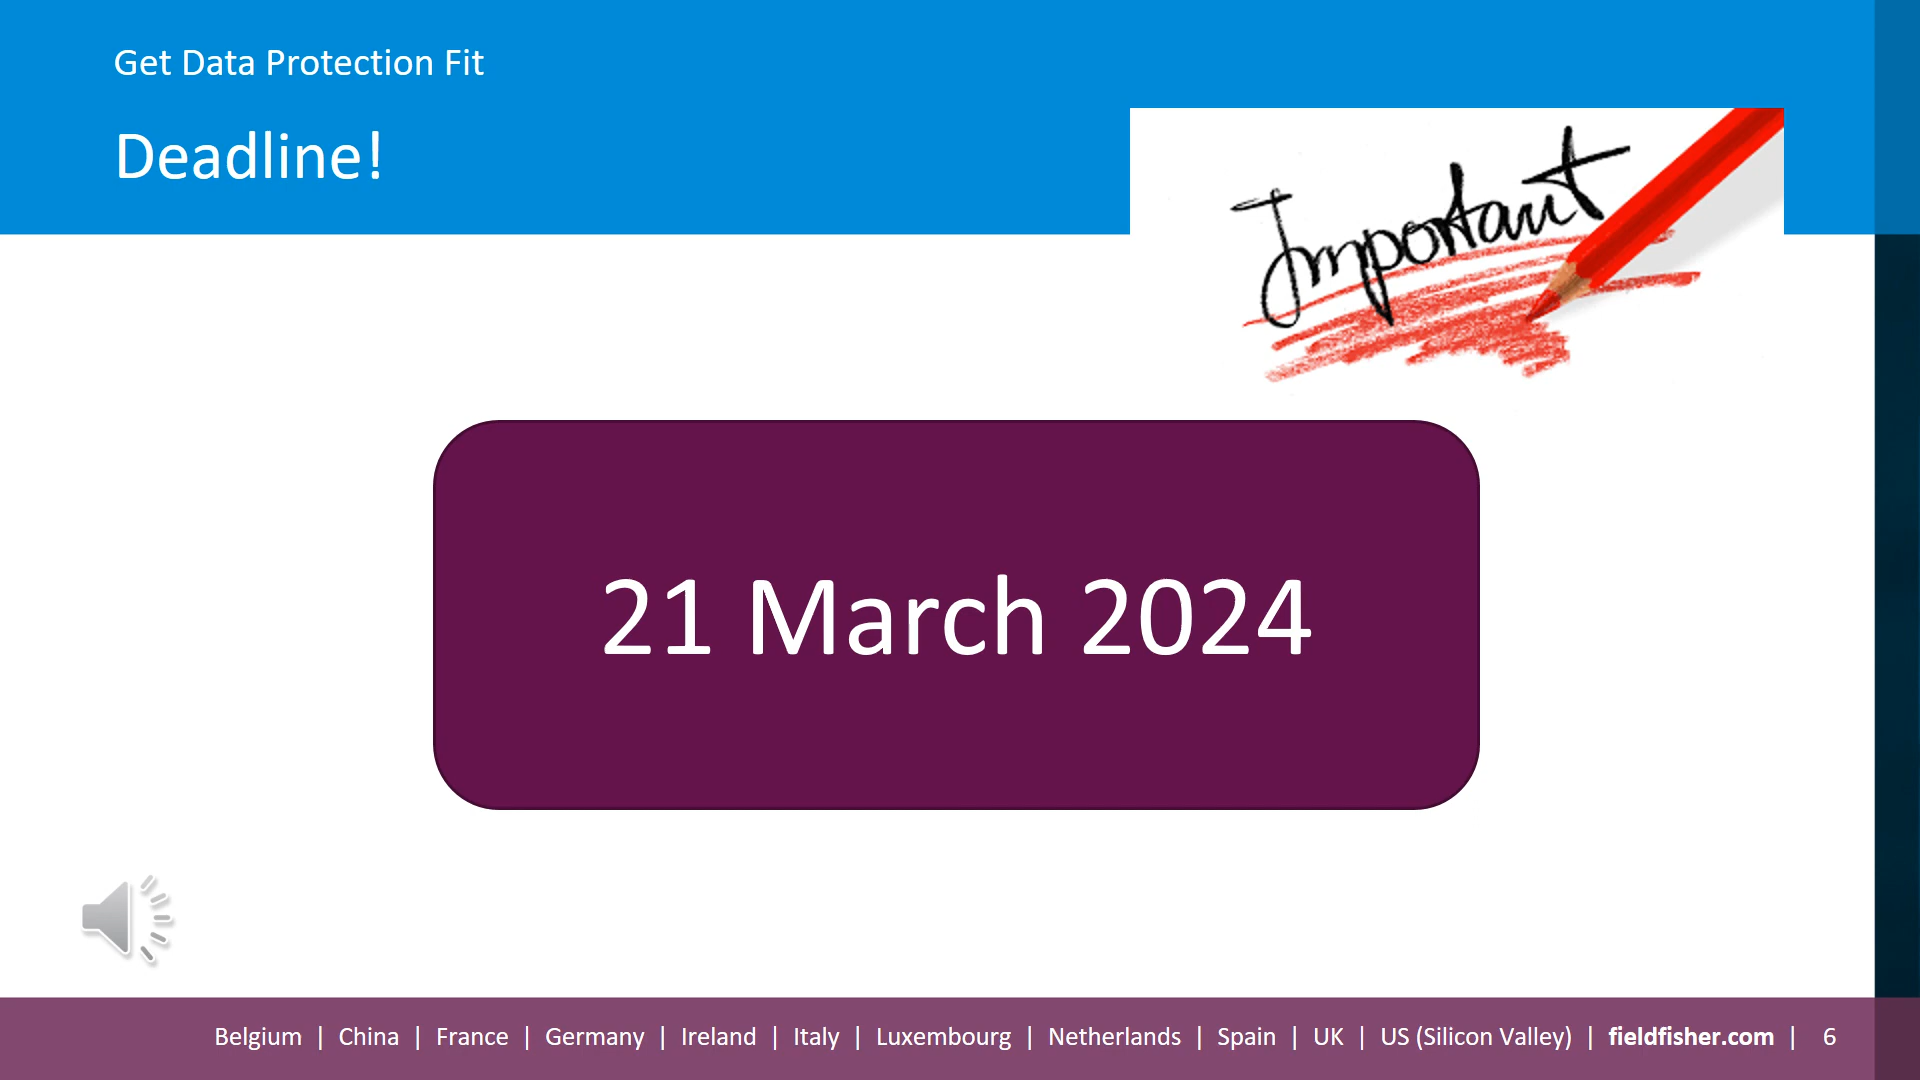 Get Data Protection Fit
Deadline!
Important
21 March 2024
Belgium | China | France | Germany | Ireland | Italy | Luxembourg | Netherlands | Spain | UK | US (Silicon Valley) | fieldfisher.com | 6